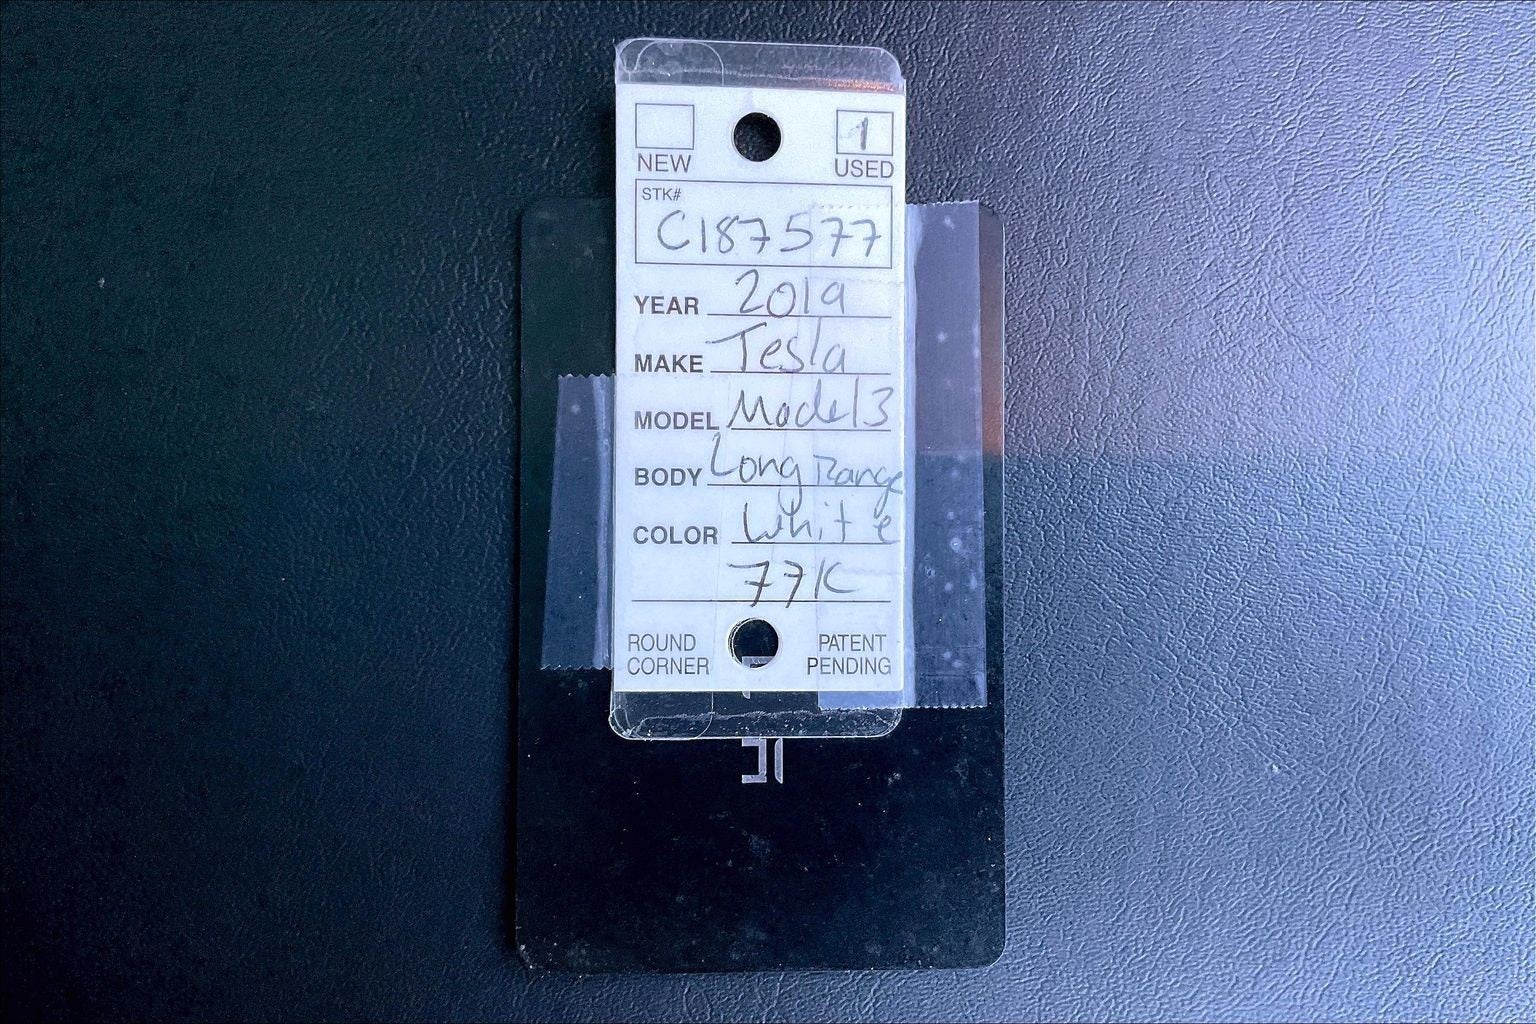 NEW 1 USED
STK#
C187577
YEAR 2019
MAKE Tesla
MODEL Model 3
BODY Long Range
COLOR White
77K
ROUND CORNER
PATENT PENDING